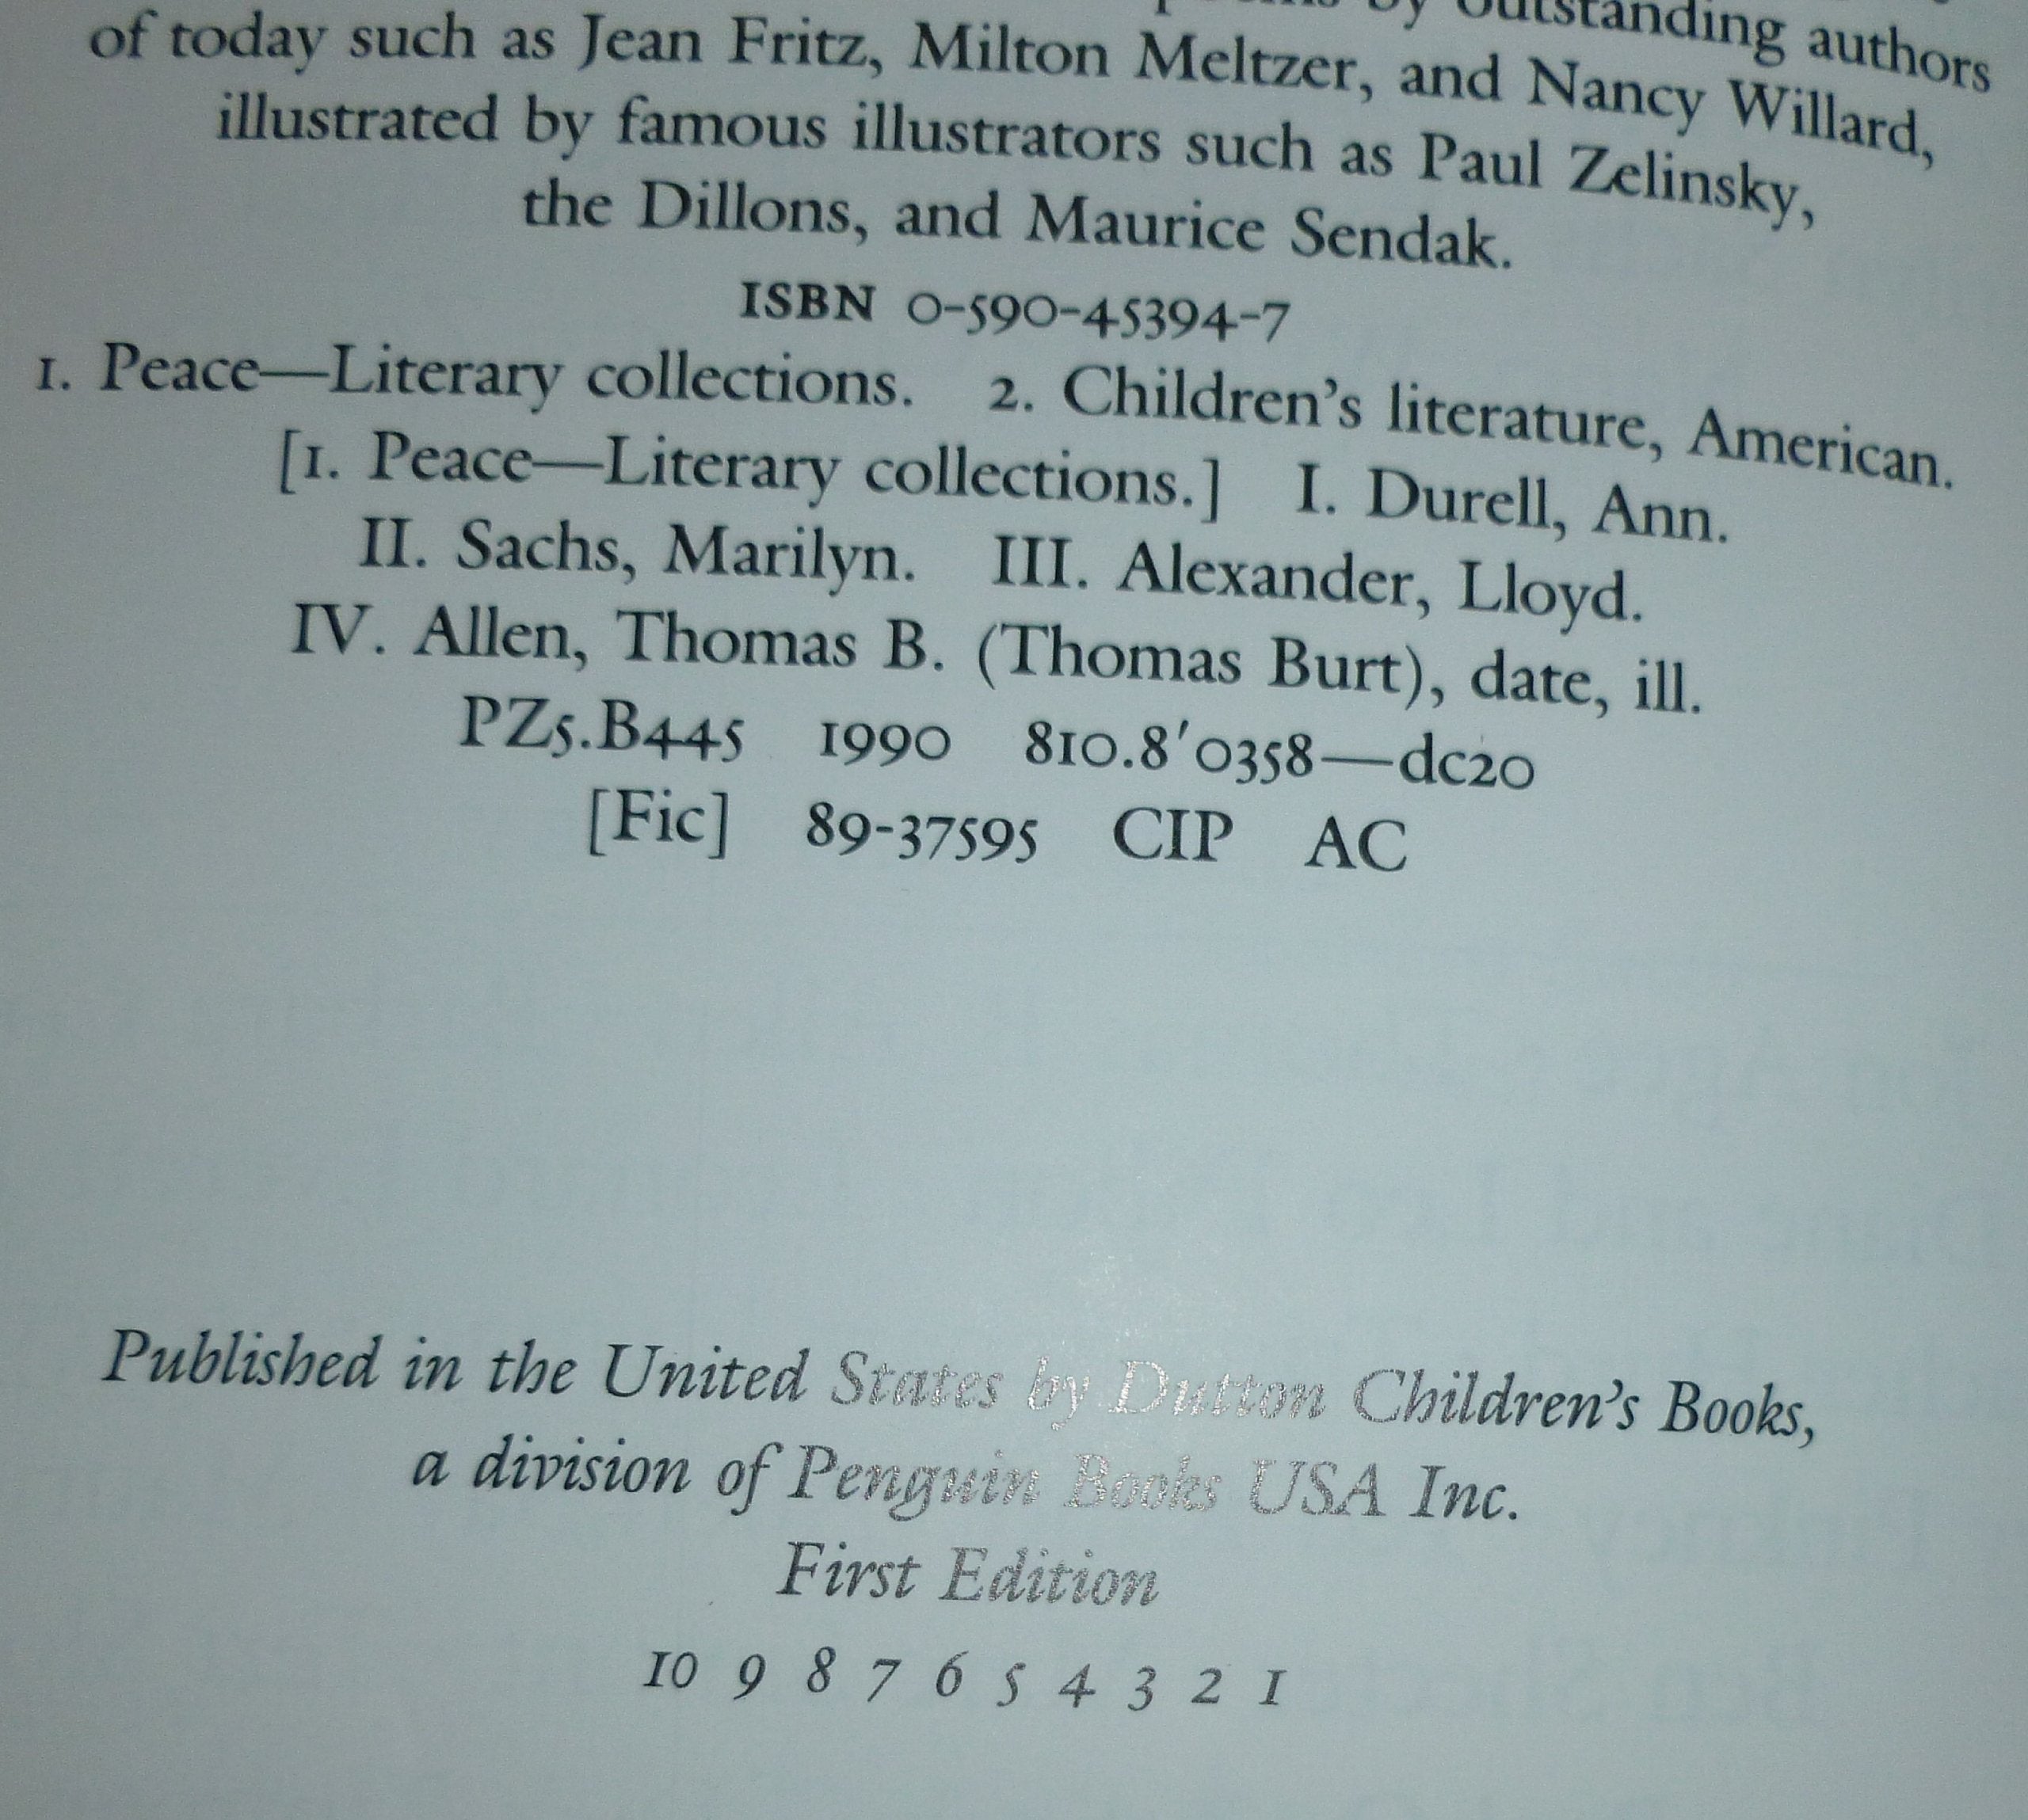 by outstanding authors
of today such as Jean Fritz, Milton Meltzer, and Nancy Willard,
illustrated by famous illustrators such as Paul Zelinsky,
the Dillons, and Maurice Sendak.
ISBN 0-590-45394-7
1. Peace—Literary collections. 2. Children's literature, American.
[1. Peace—Literary collections.] I. Durell, Ann.
II. Sachs, Marilyn. III. Alexander, Lloyd.
IV. Allen, Thomas B. (Thomas Burt), date, ill.
PZ5.B445 1990 810.8'0358—dc20
[Fic] 89-37595 CIP AC
Published in the United States by Dutton Children's Books,
a division of Penguin Books USA Inc.
First Edition
10 9 8 7 6 5 4 3 2 1